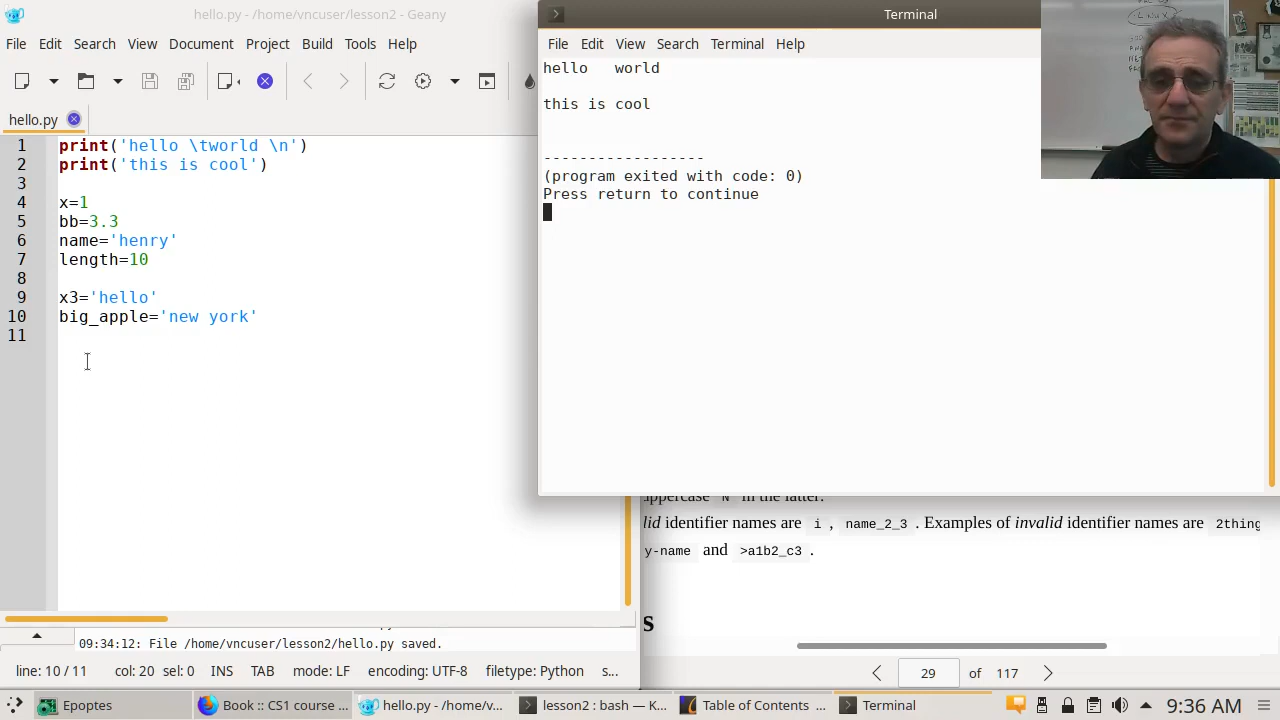 hello.py - /home/vncuser/lesson2 - Geany
File Edit Search View Document Project Build Tools Help
hello.py
1 print('hello \tworld \n')
2 print('this is cool')
3
4 x=1
5 bb=3.3
6 name='henry'
7 length=10
8
9 x3='hello'
10 big_apple='new york'
11
09:34:12: File /home/vncuser/lesson2/hello.py saved.
line: 10 / 11 col: 20 sel: 0 INS TAB mode: LF encoding: UTF-8 filetype: Python s...
Terminal
File Edit View Search Terminal Help
hello world
this is cool
------------------
(program exited with code: 0)
Press return to continue
uppercase N in the latter.
lid identifier names are i , name_2_3 . Examples of invalid identifier names are 2thing
y-name and >a1b2_c3 .
s
29 of 117
Epoptes Book :: CS1 course ... hello.py - /home/v... lesson2 : bash — K... Table of Contents ... Terminal 9:36 AM